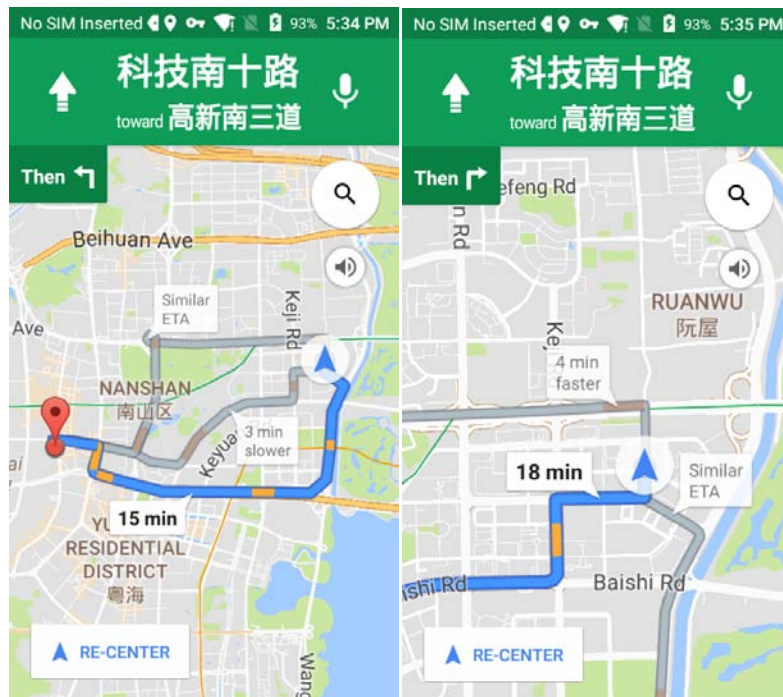 No SIM Inserted 93% 5:34 PM
科技南十路
toward 高新南三道
Then
Beihuan Ave
Similar
ETA
Keji Rd
Ave
NANSHAN
南山区
3 min
slower
Keyuan
15 min
RESIDENTIAL
DISTRICT
粤海
Wang
RE-CENTER
No SIM Inserted 93% 5:35 PM
科技南十路
toward 高新南三道
Then
efeng Rd
n Rd
RUANWU
阮屋
Ke
4 min
faster
18 min
Similar
ETA
ishi Rd
Baishi Rd
RE-CENTER